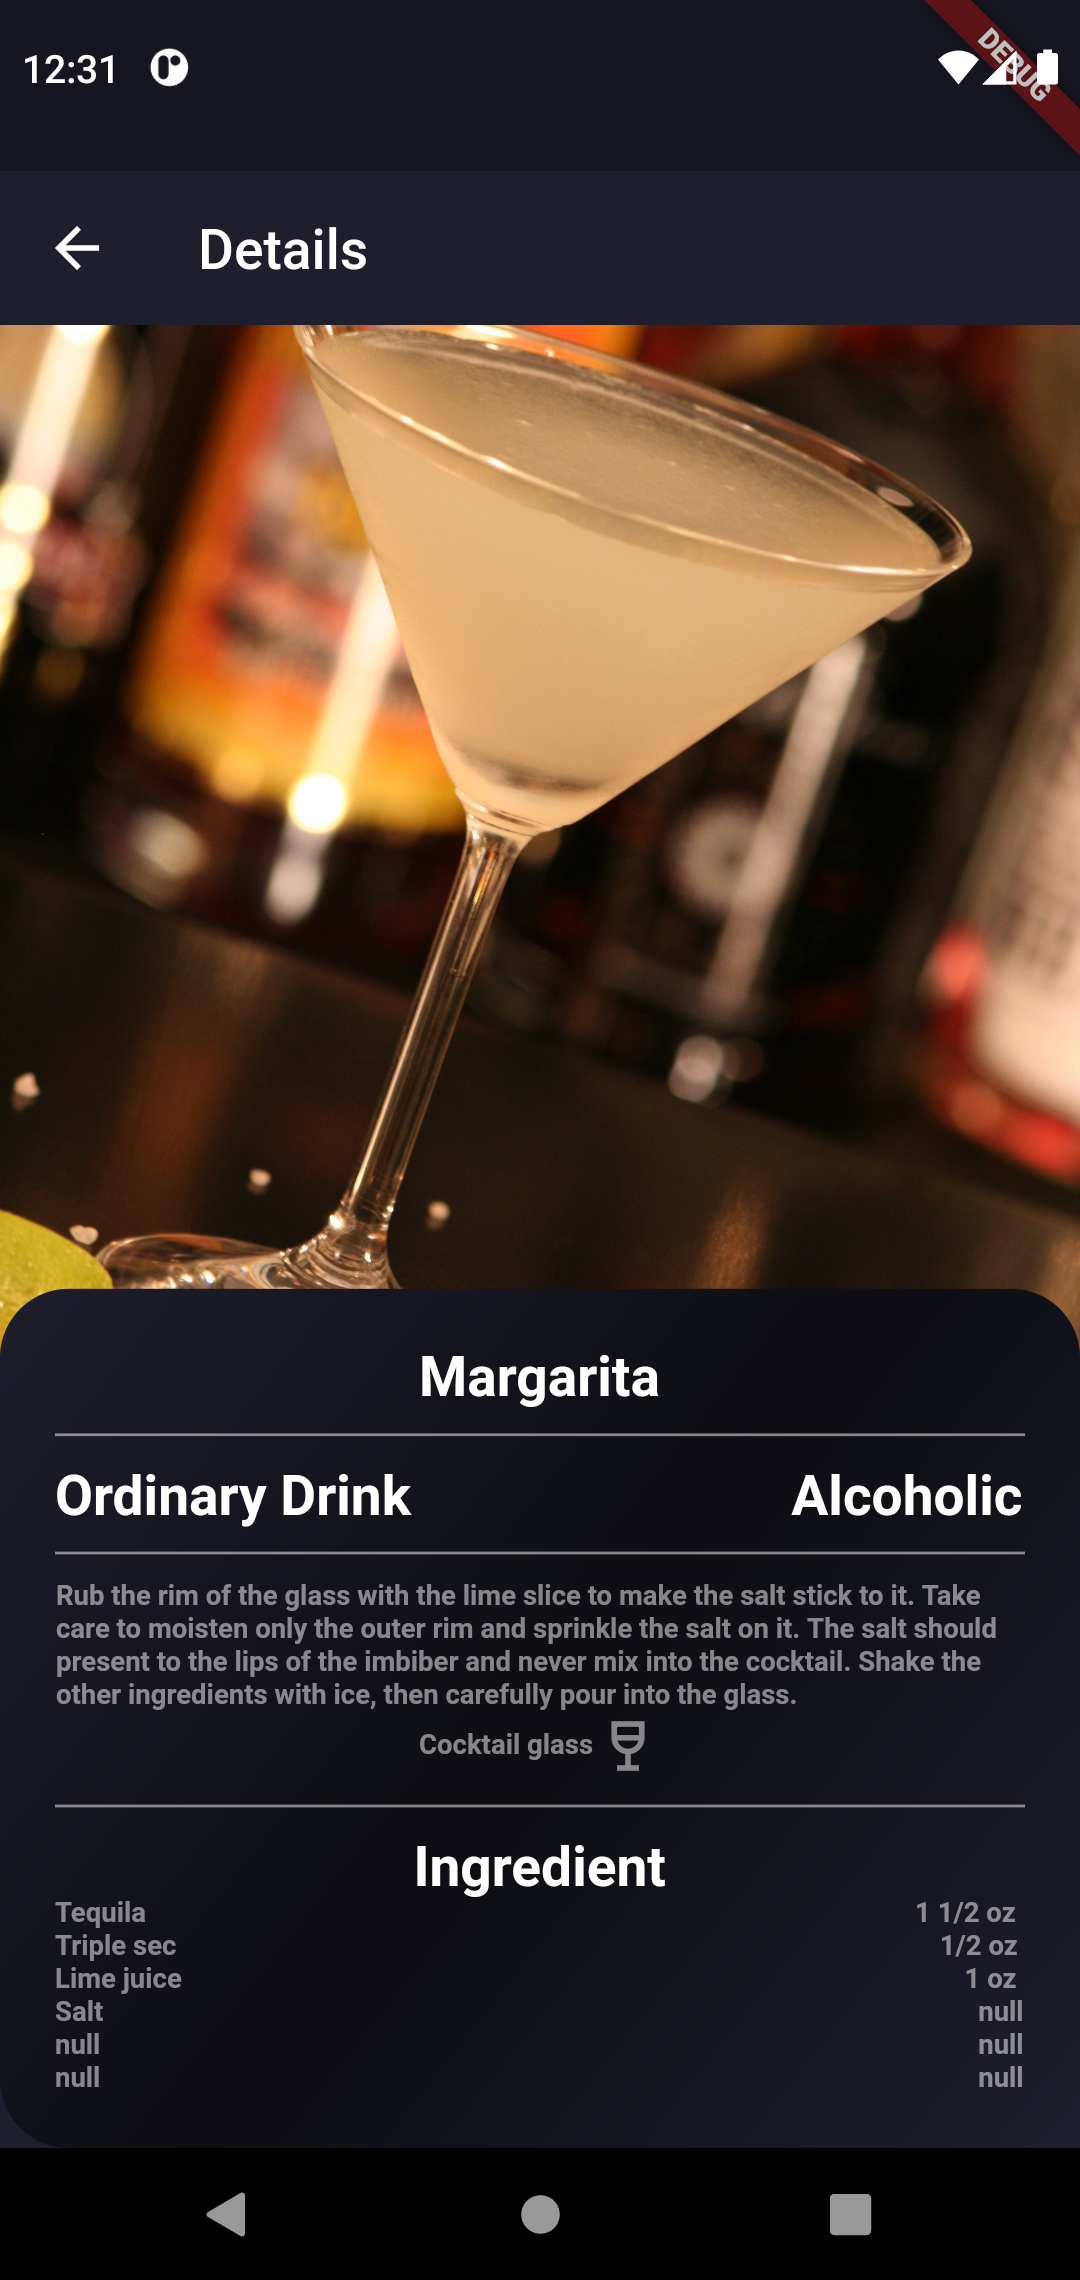 12:31
DEBUG
Details
Margarita
Ordinary Drink Alcoholic
Rub the rim of the glass with the lime slice to make the salt stick to it. Take
care to moisten only the outer rim and sprinkle the salt on it. The salt should
present to the lips of the imbiber and never mix into the cocktail. Shake the
other ingredients with ice, then carefully pour into the glass.
Cocktail glass
Ingredient
Tequila 1 1/2 oz
Triple sec 1/2 oz
Lime juice 1 oz
Salt null
null null
null null